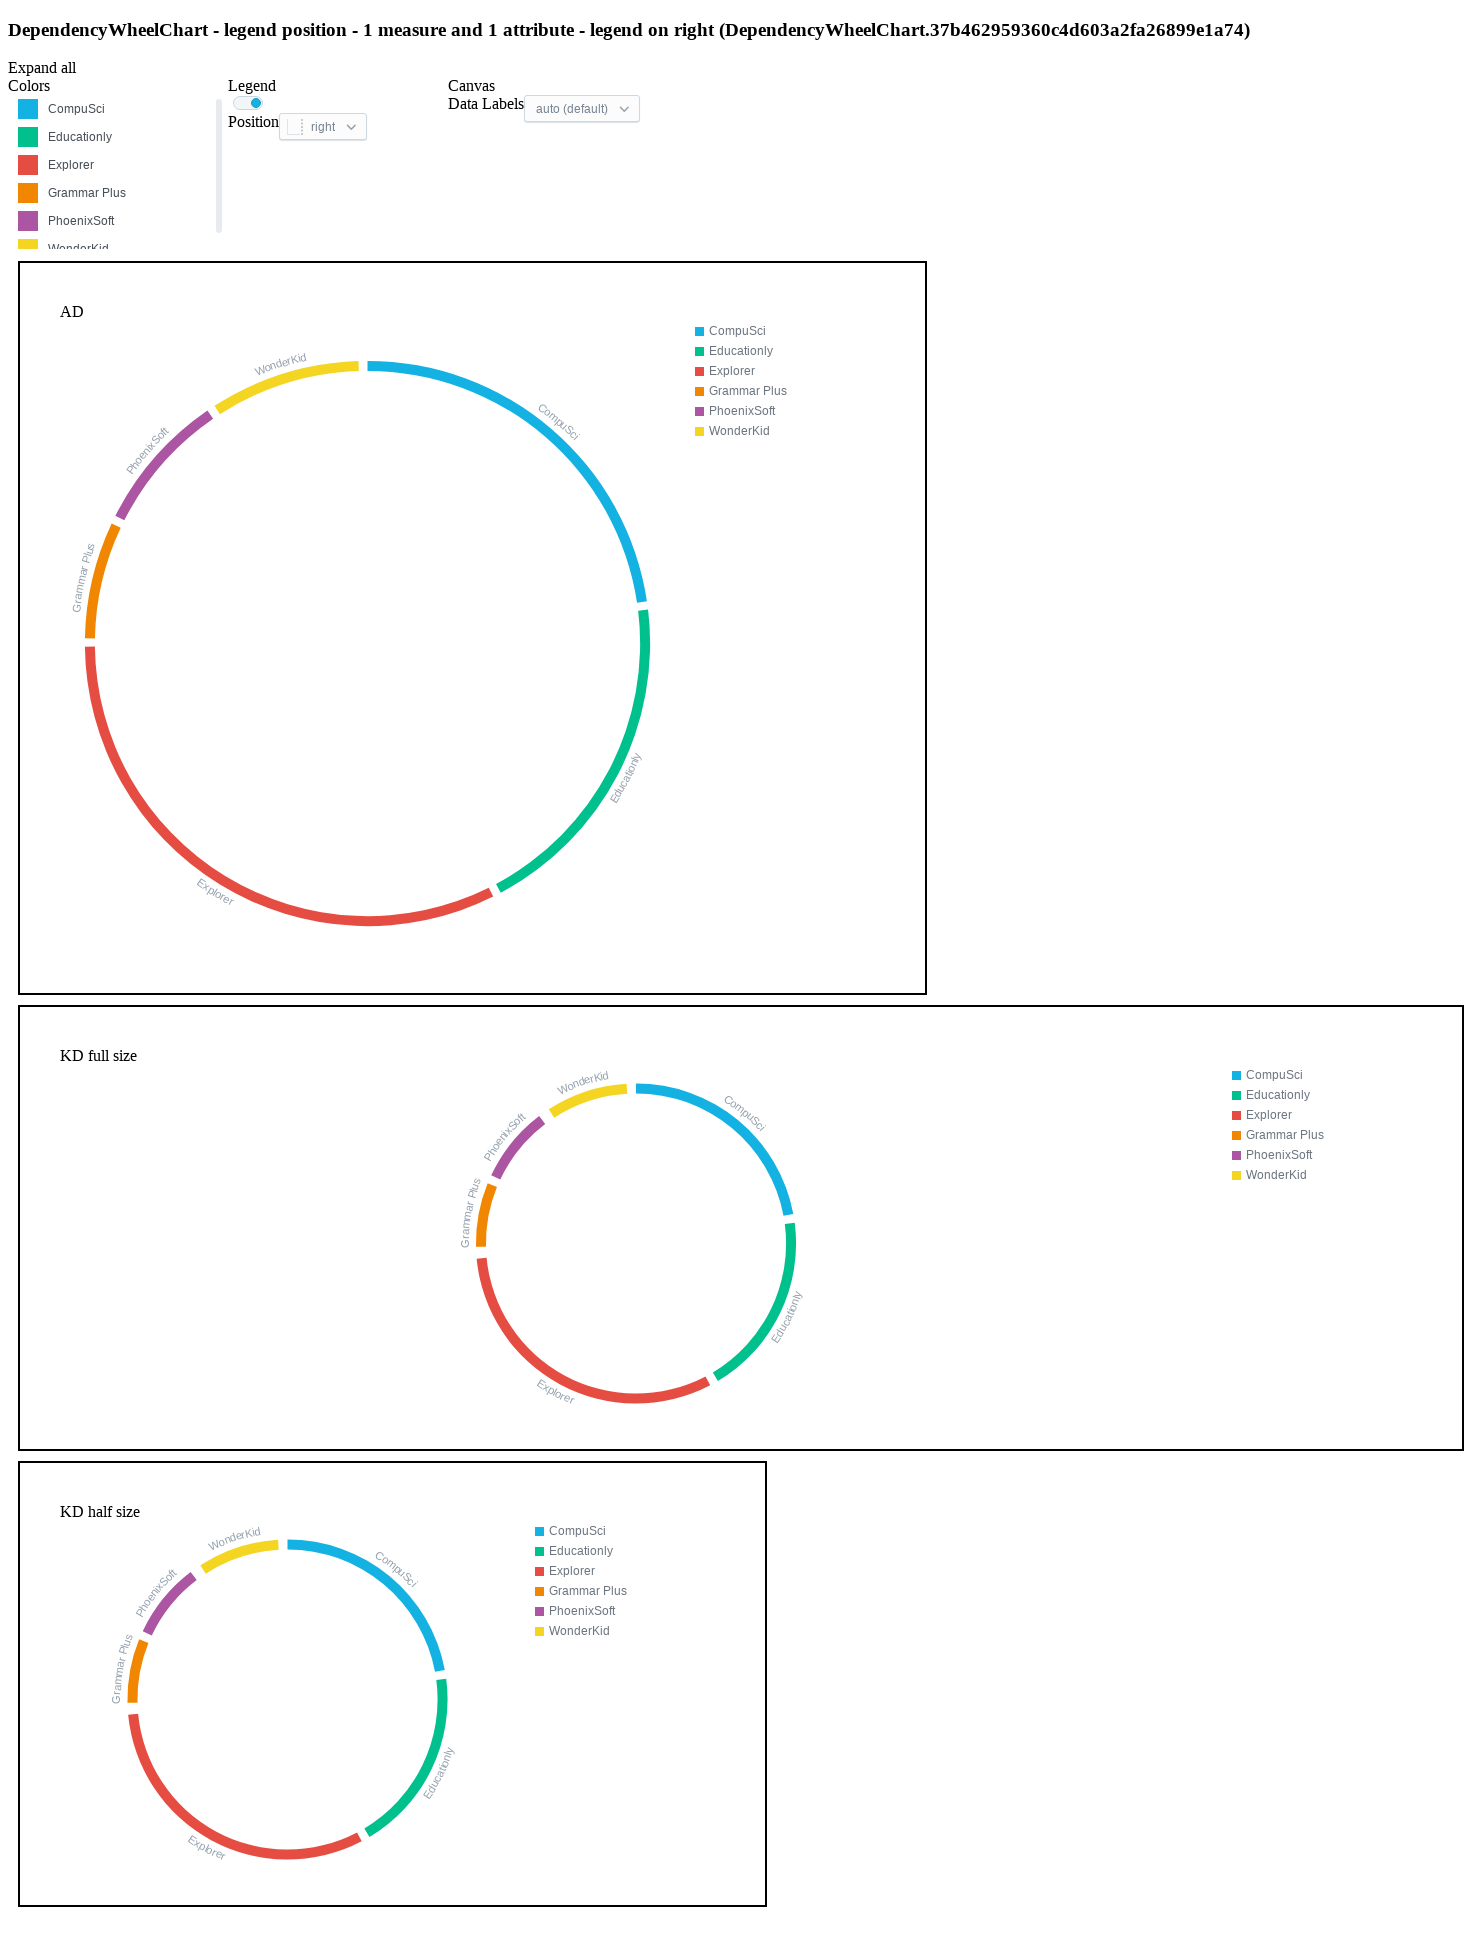 DependencyWheelChart - legend position - 1 measure and 1 attribute - legend on right (DependencyWheelChart.37b462959360c4d603a2fa26899e1a74)
Expand all
Colors
CompuSci
Educationly
Explorer
Grammar Plus
PhoenixSoft
WonderKid
Legend
Position right
Canvas
Data Labels auto (default)
AD
WonderKid
CompuSci
PhoenixSoft
Grammar Plus
Educationly
Explorer
CompuSci
Educationly
Explorer
Grammar Plus
PhoenixSoft
WonderKid
KD full size
WonderKid
CompuSci
PhoenixSoft
Grammar Plus
Educationly
Explorer
CompuSci
Educationly
Explorer
Grammar Plus
PhoenixSoft
WonderKid
KD half size
WonderKid
CompuSci
PhoenixSoft
Grammar Plus
Educationly
Explorer
CompuSci
Educationly
Explorer
Grammar Plus
PhoenixSoft
WonderKid